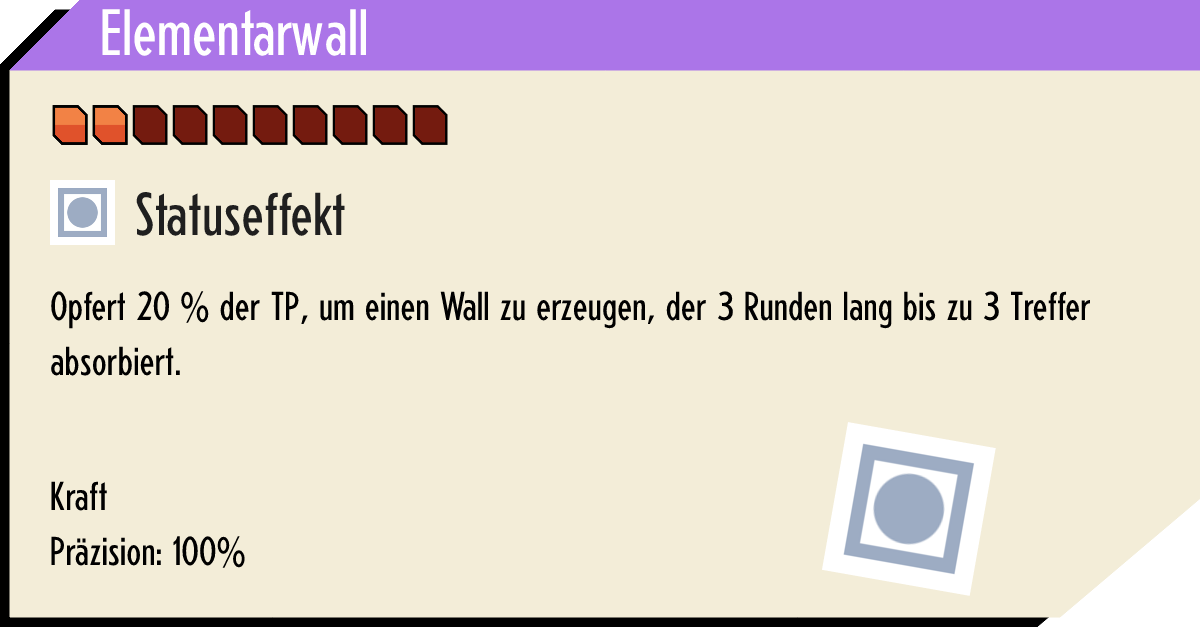 Elementarwall
Statuseffekt
Opfert 20 % der TP, um einen Wall zu erzeugen, der 3 Runden lang bis zu 3 Treffer
absorbiert.
Kraft
Präzision: 100%